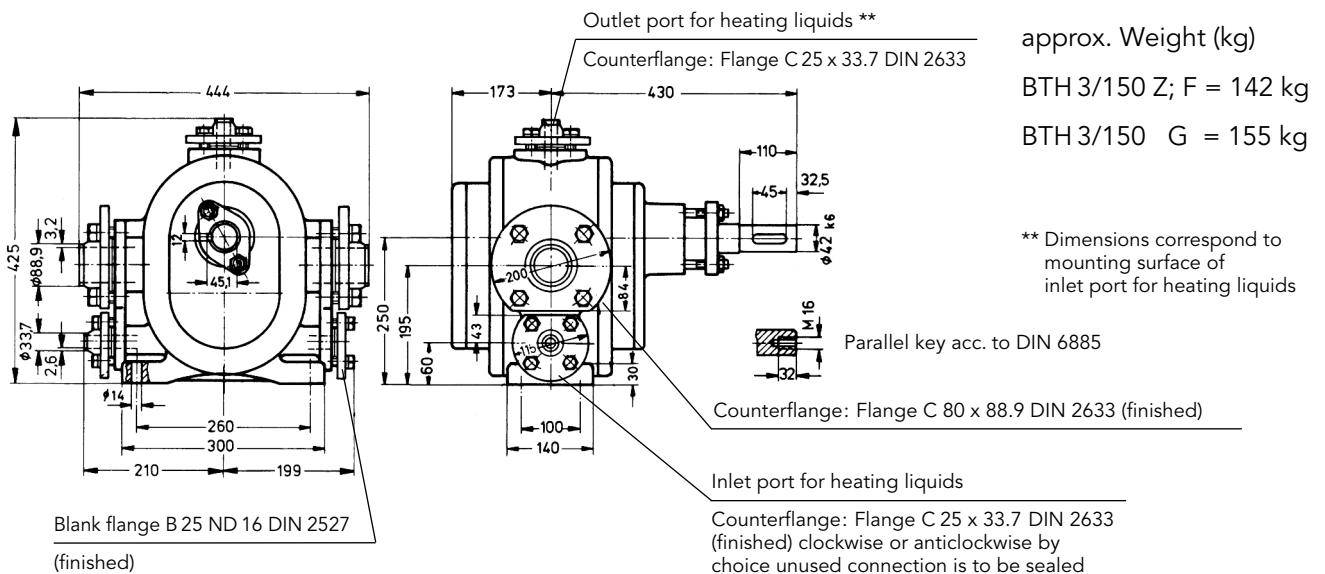 Outlet port for heating liquids **
Counterflange: Flange C 25 x 33.7 DIN 2633
approx. Weight (kg)
BTH 3/150 Z; F = 142 kg
BTH 3/150 G = 155 kg
444
173
430
110
45
32,5
ϕ42 k6
425
ϕ88,9
3,2
12
45,1
ϕ33,7
2,6
ϕ14
260
300
210
199
200
84
250
195
43
115
60
30
100
140
M 16
32
** Dimensions correspond to
mounting surface of
inlet port for heating liquids
Parallel key acc. to DIN 6885
Counterflange: Flange C 80 x 88.9 DIN 2633 (finished)
Inlet port for heating liquids
Counterflange: Flange C 25 x 33.7 DIN 2633
(finished) clockwise or anticlockwise by
choice unused connection is to be sealed
Blank flange B 25 ND 16 DIN 2527
(finished)